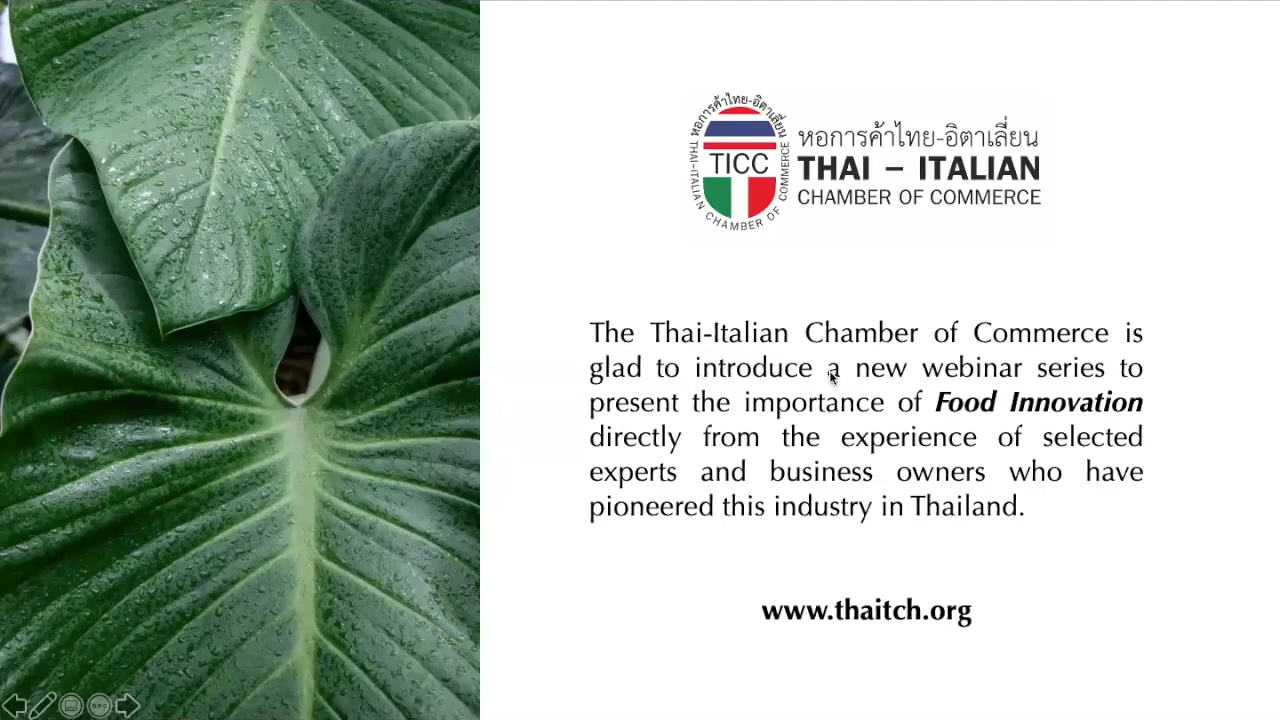 หอการค้าไทย-อิตาเลี่ยน
THAI-ITALIAN CHAMBER OF COMMERCE
TICC
หอการค้าไทย-อิตาเลี่ยน
THAI – ITALIAN
CHAMBER OF COMMERCE
The Thai-Italian Chamber of Commerce is
glad to introduce a new webinar series to
present the importance of Food Innovation
directly from the experience of selected
experts and business owners who have
pioneered this industry in Thailand.
www.thaitch.org